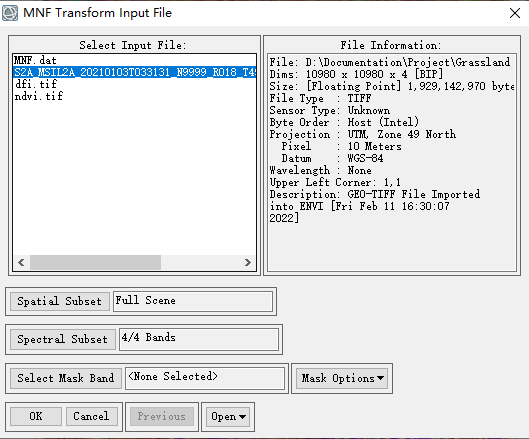 MNF Transform Input File
Select Input File:
MNF.dat
S2A_MSIL2A_20210103T033131_N9999_R018_T49
dfi.tif
ndvi.tif
File Information:
File: D:\Documentation\Project\Grassland
Dims: 10980 x 10980 x 4 [BIP]
Size: [Floating Point] 1,929,142,970 byte
File Type : TIFF
Sensor Type: Unknown
Byte Order : Host (Intel)
Projection : UTM, Zone 49 North
Pixel : 10 Meters
Datum : WGS-84
Wavelength : None
Upper Left Corner: 1,1
Description: GEO-TIFF File Imported
into ENVI [Fri Feb 11 16:30:07
2022]
Spatial Subset Full Scene
Spectral Subset 4/4 Bands
Select Mask Band <None Selected> Mask Options
OK Cancel Previous Open